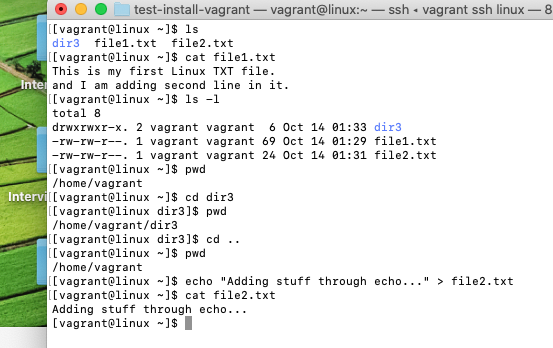 test-install-vagrant — vagrant@linux:~ — ssh ◂ vagrant ssh linux — 8
[[vagrant@linux ~]$ ls
dir3  file1.txt  file2.txt
[[vagrant@linux ~]$ cat file1.txt
This is my first Linux TXT file.
and I am adding second line in it.
[[vagrant@linux ~]$ ls -l
total 8
drwxrwxr-x. 2 vagrant vagrant  6 Oct 14 01:33 dir3
-rw-rw-r--. 1 vagrant vagrant 69 Oct 14 01:29 file1.txt
-rw-rw-r--. 1 vagrant vagrant 24 Oct 14 01:31 file2.txt
[[vagrant@linux ~]$ pwd
/home/vagrant
[[vagrant@linux ~]$ cd dir3
[[vagrant@linux dir3]$ pwd
/home/vagrant/dir3
[[vagrant@linux dir3]$ cd ..
[[vagrant@linux ~]$ pwd
/home/vagrant
[[vagrant@linux ~]$ echo "Adding stuff through echo..." > file2.txt
[[vagrant@linux ~]$ cat file2.txt
Adding stuff through echo...
[vagrant@linux ~]$